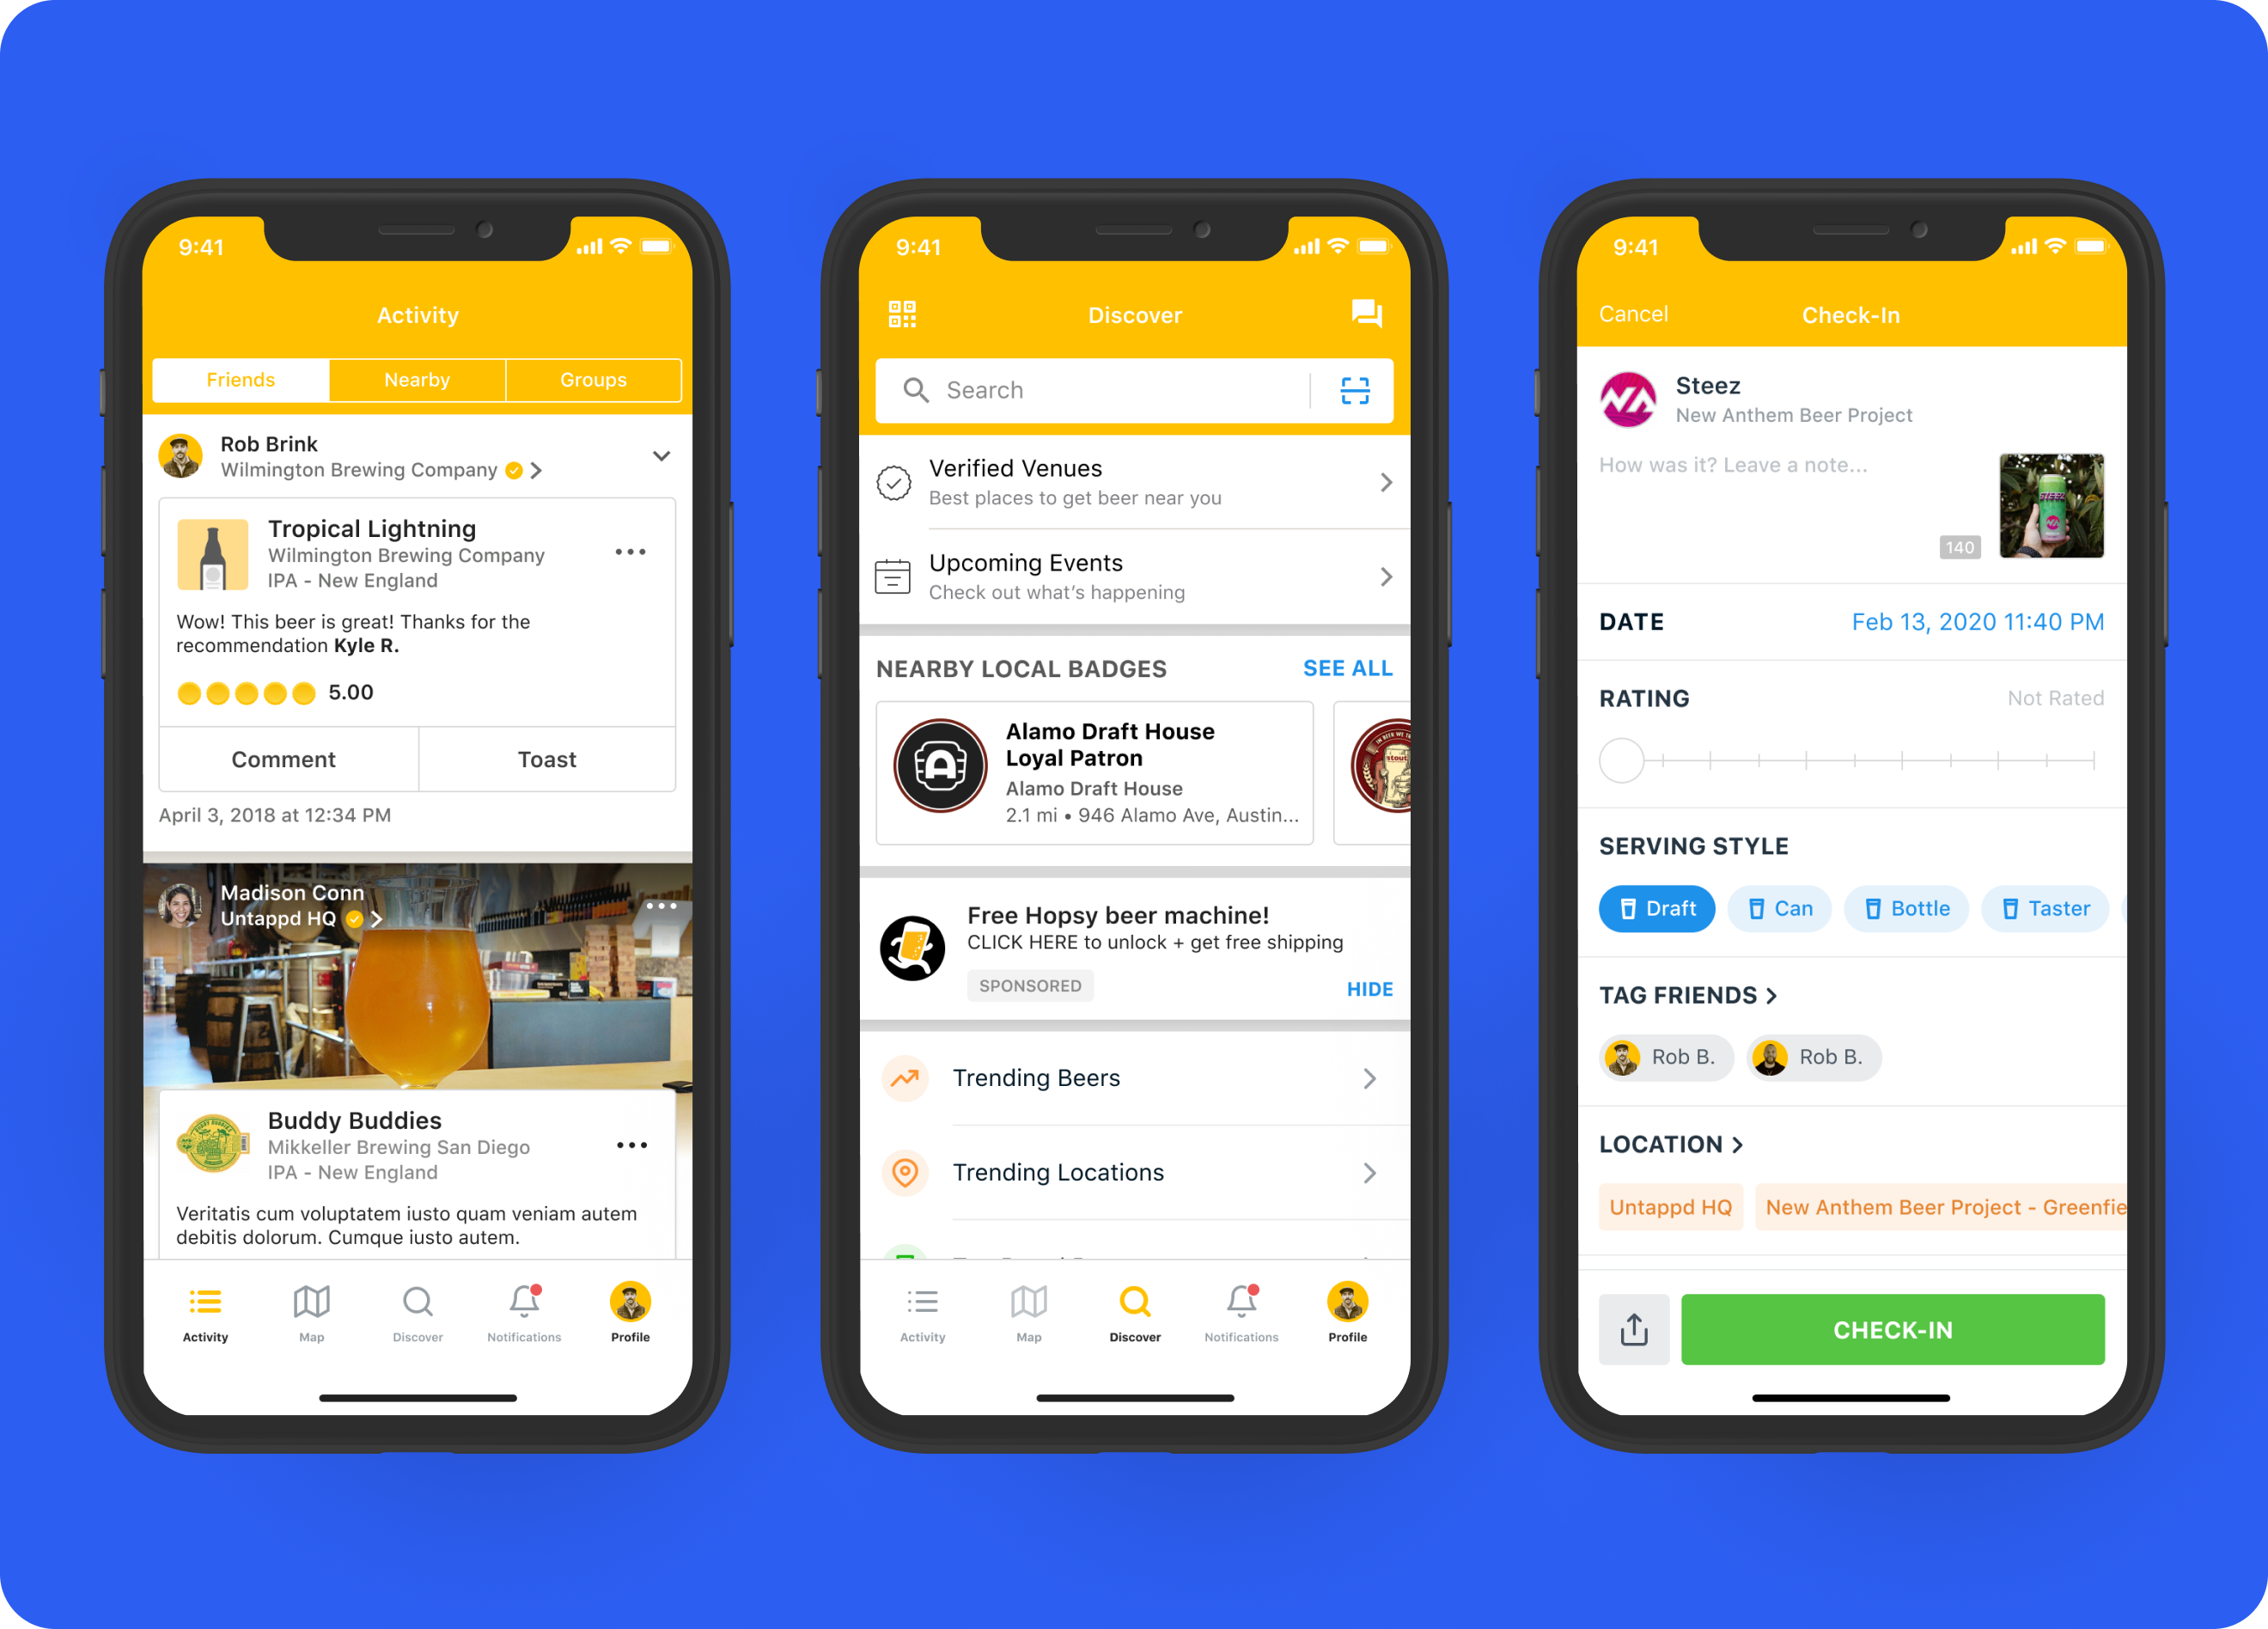 9:41
Activity
Friends
Nearby
Groups
Rob Brink
Wilmington Brewing Company
Tropical Lightning
Wilmington Brewing Company
IPA - New England
Wow! This beer is great! Thanks for the
recommendation Kyle R.
5.00
Comment
Toast
April 3, 2018 at 12:34 PM
Madison Conn
Untappd HQ
Buddy Buddies
Mikkeller Brewing San Diego
IPA - New England
Veritatis cum voluptatem iusto quam veniam autem
debitis dolorum. Cumque iusto autem.
Activity
Map
Discover
Notifications
Profile
9:41
Discover
Search
Verified Venues
Best places to get beer near you
Upcoming Events
Check out what's happening
NEARBY LOCAL BADGES
SEE ALL
A
Alamo Draft House
Loyal Patron
Alamo Draft House
2.1 mi • 946 Alamo Ave, Austin...
stout
Free Hopsy beer machine!
CLICK HERE to unlock + get free shipping
SPONSORED
HIDE
Trending Beers
Trending Locations
Activity
Map
Discover
Notifications
Profile
9:41
Cancel
Check-In
Steez
New Anthem Beer Project
How was it? Leave a note...
STEEZ
140
DATE
Feb 13, 2020 11:40 PM
RATING
Not Rated
SERVING STYLE
Draft
Can
Bottle
Taster
TAG FRIENDS
Rob B.
Rob B.
LOCATION
Untappd HQ
New Anthem Beer Project - Greenfie
CHECK-IN